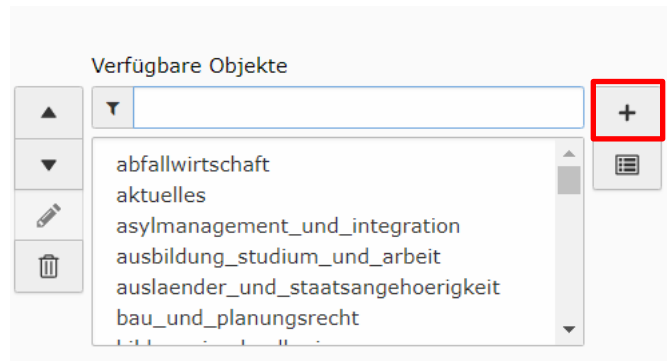 Verfügbare Objekte
abfallwirtschaft
aktuelles
asylmanagement_und_integration
ausbildung_studium_und_arbeit
auslaender_und_staatsangehoerigkeit
bau_und_planungsrecht